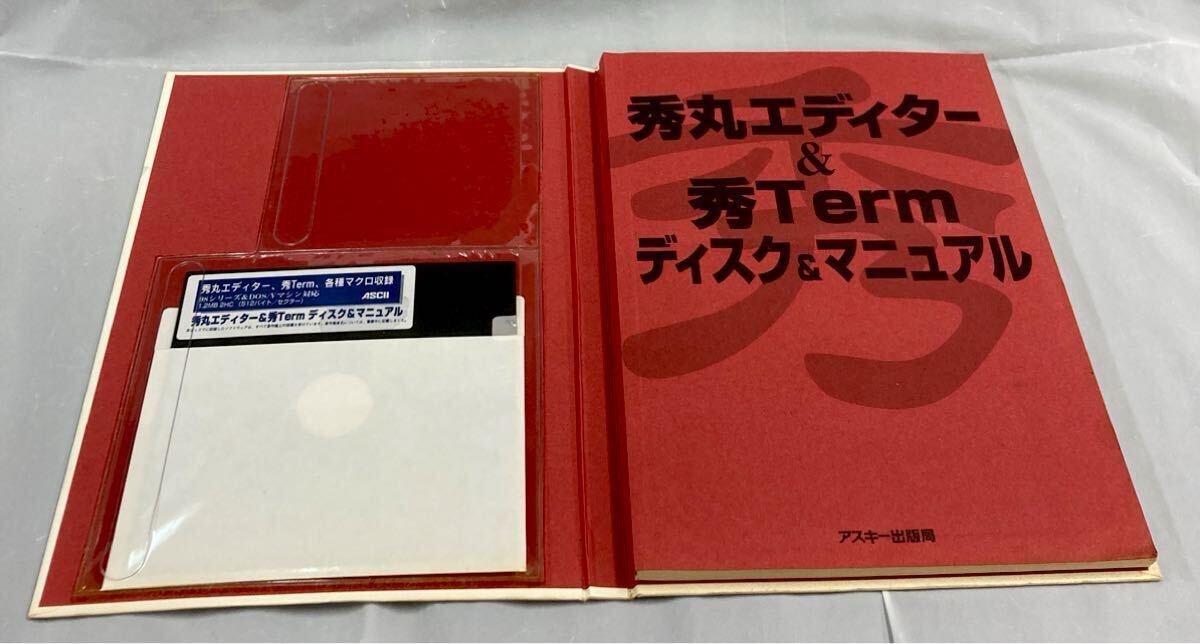 秀丸エディター、秀Term、各種マクロ収録
98シリーズ&DOS/Vマシン対応
1.2MB 2HC (512バイト/セクター)
ASCII
秀丸エディター&秀Term ディスク&マニュアル
秀
秀丸エディター
&
秀Term
ディスク&マニュアル
アスキー出版局